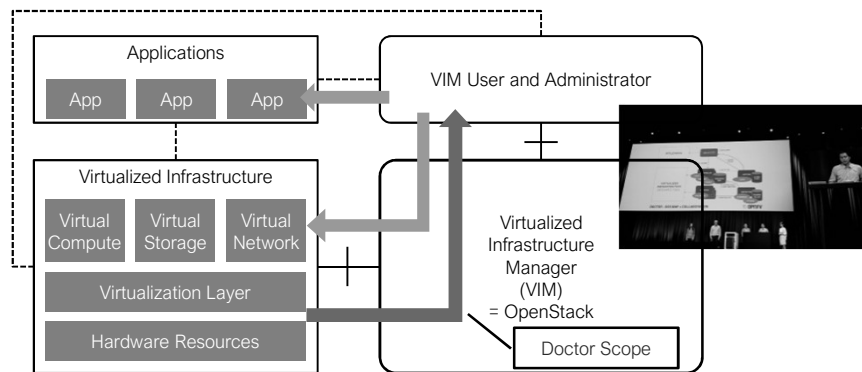 Applications
App
App
App
VIM User and Administrator
Virtualized Infrastructure
Virtual
Compute
Virtual
Storage
Virtual
Network
Virtualization Layer
Hardware Resources
Virtualized
Infrastructure
Manager
(VIM)
= OpenStack
Doctor Scope